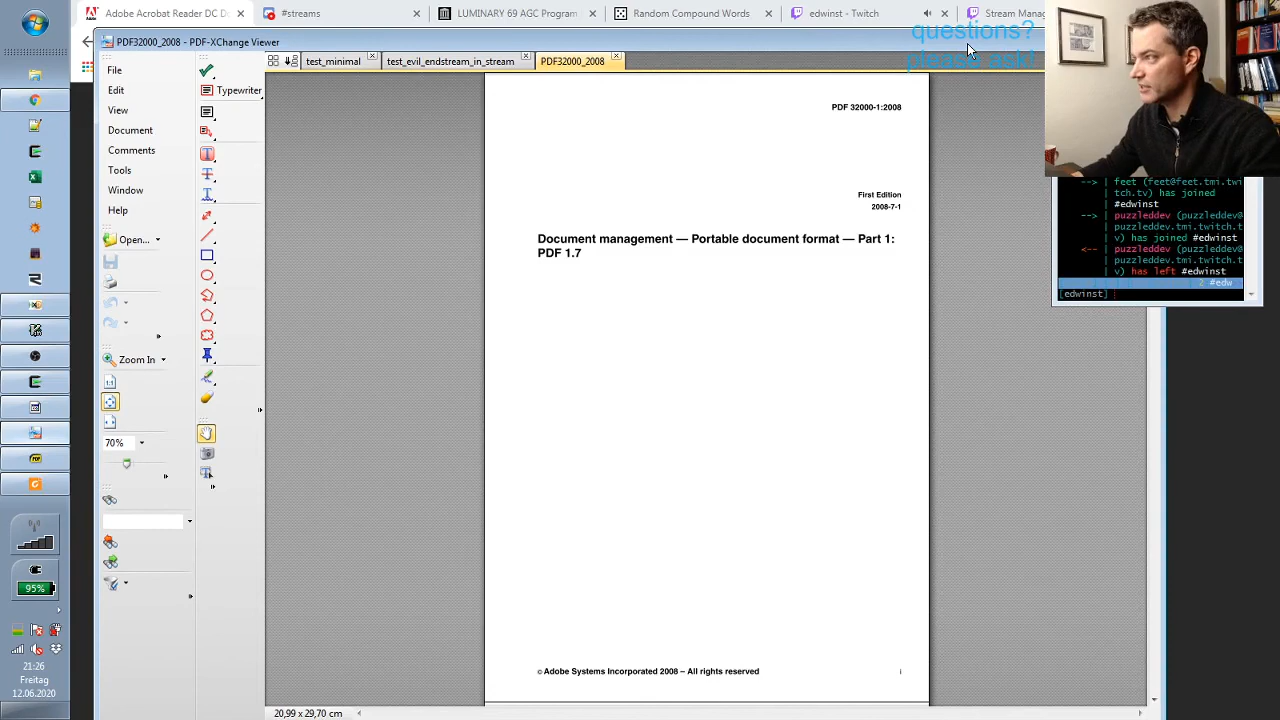 Adobe Acrobat Reader DC D
#streams
LUMINARY 69 AGC Program
Random Compound Words
edwinst - Twitch
Stream Mana
PDF32000_2008 - PDF-XChange Viewer
questions?
please ask!
test_minimal
test_evil_endstream_in_stream
PDF32000_2008
File
Edit
View
Document
Comments
Tools
Window
Help
Open...
Zoom In
70%
Typewriter
PDF 32000-1:2008
First Edition
2008-7-1
Document management — Portable document format — Part 1:
PDF 1.7
© Adobe Systems Incorporated 2008 – All rights reserved
i
20,99 x 29,70 cm
--> | feet (feet@feet.tmi.twi
tch.tv) has joined
| #edwinst
--> | puzzleddev (puzzleddev@
| puzzleddev.tmi.twitch.t
| v) has joined #edwinst
<-- | puzzleddev (puzzleddev@
| puzzleddev.tmi.twitch.t
| v) has left #edwinst
2 #edw
[edwinst]
95%
21:26
Freitag
12.06.2020